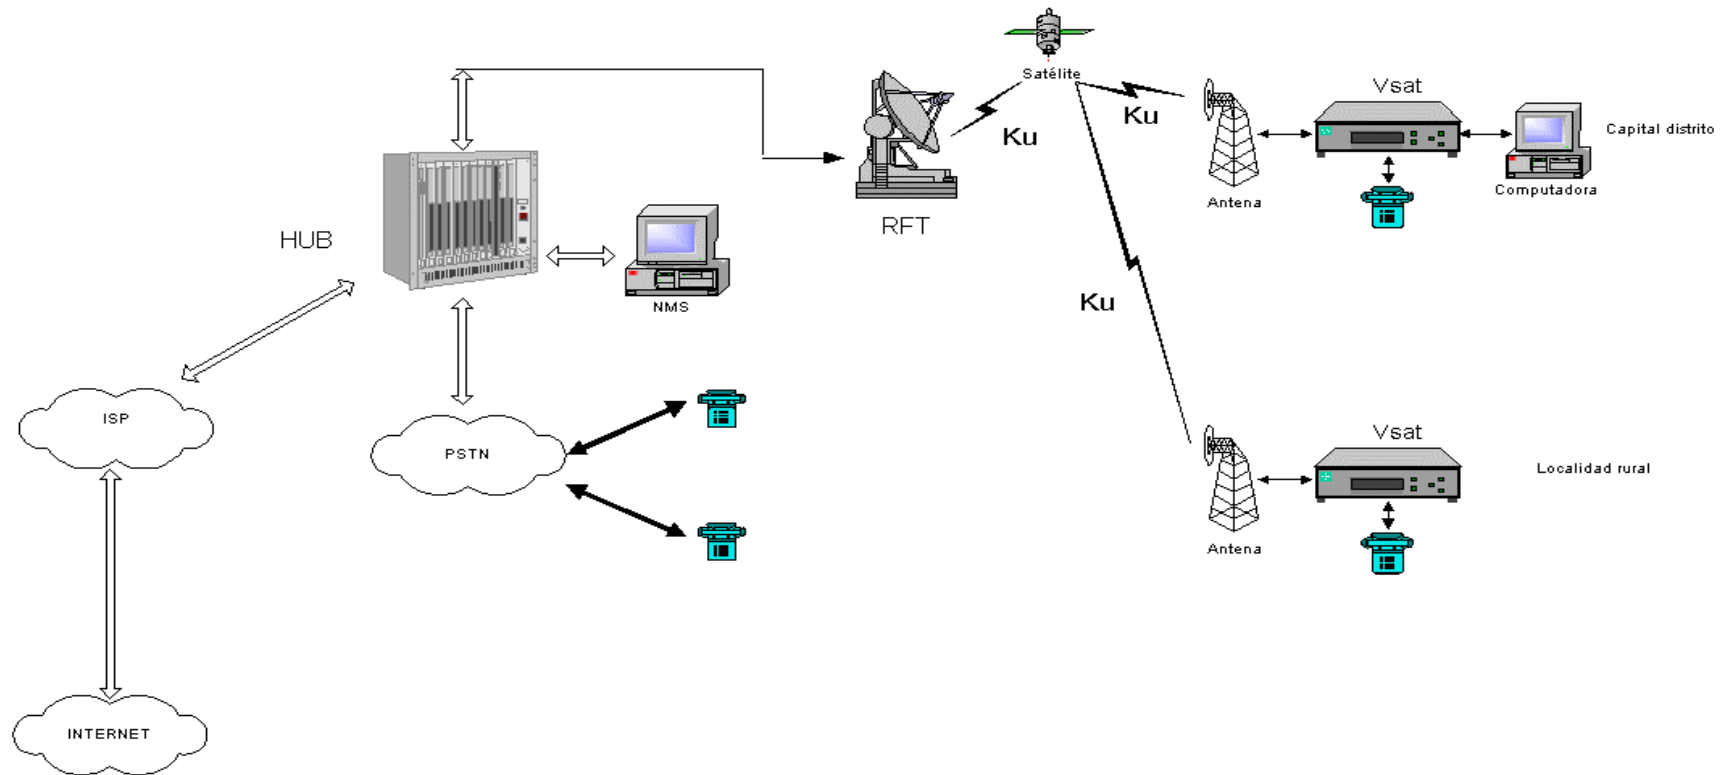 Satélite
Vsat
Ku
Ku
Capital distrito
Computadora
Antena
RFT
HUB
NMS
Ku
ISP
PSTN
Vsat
Localidad rural
Antena
INTERNET